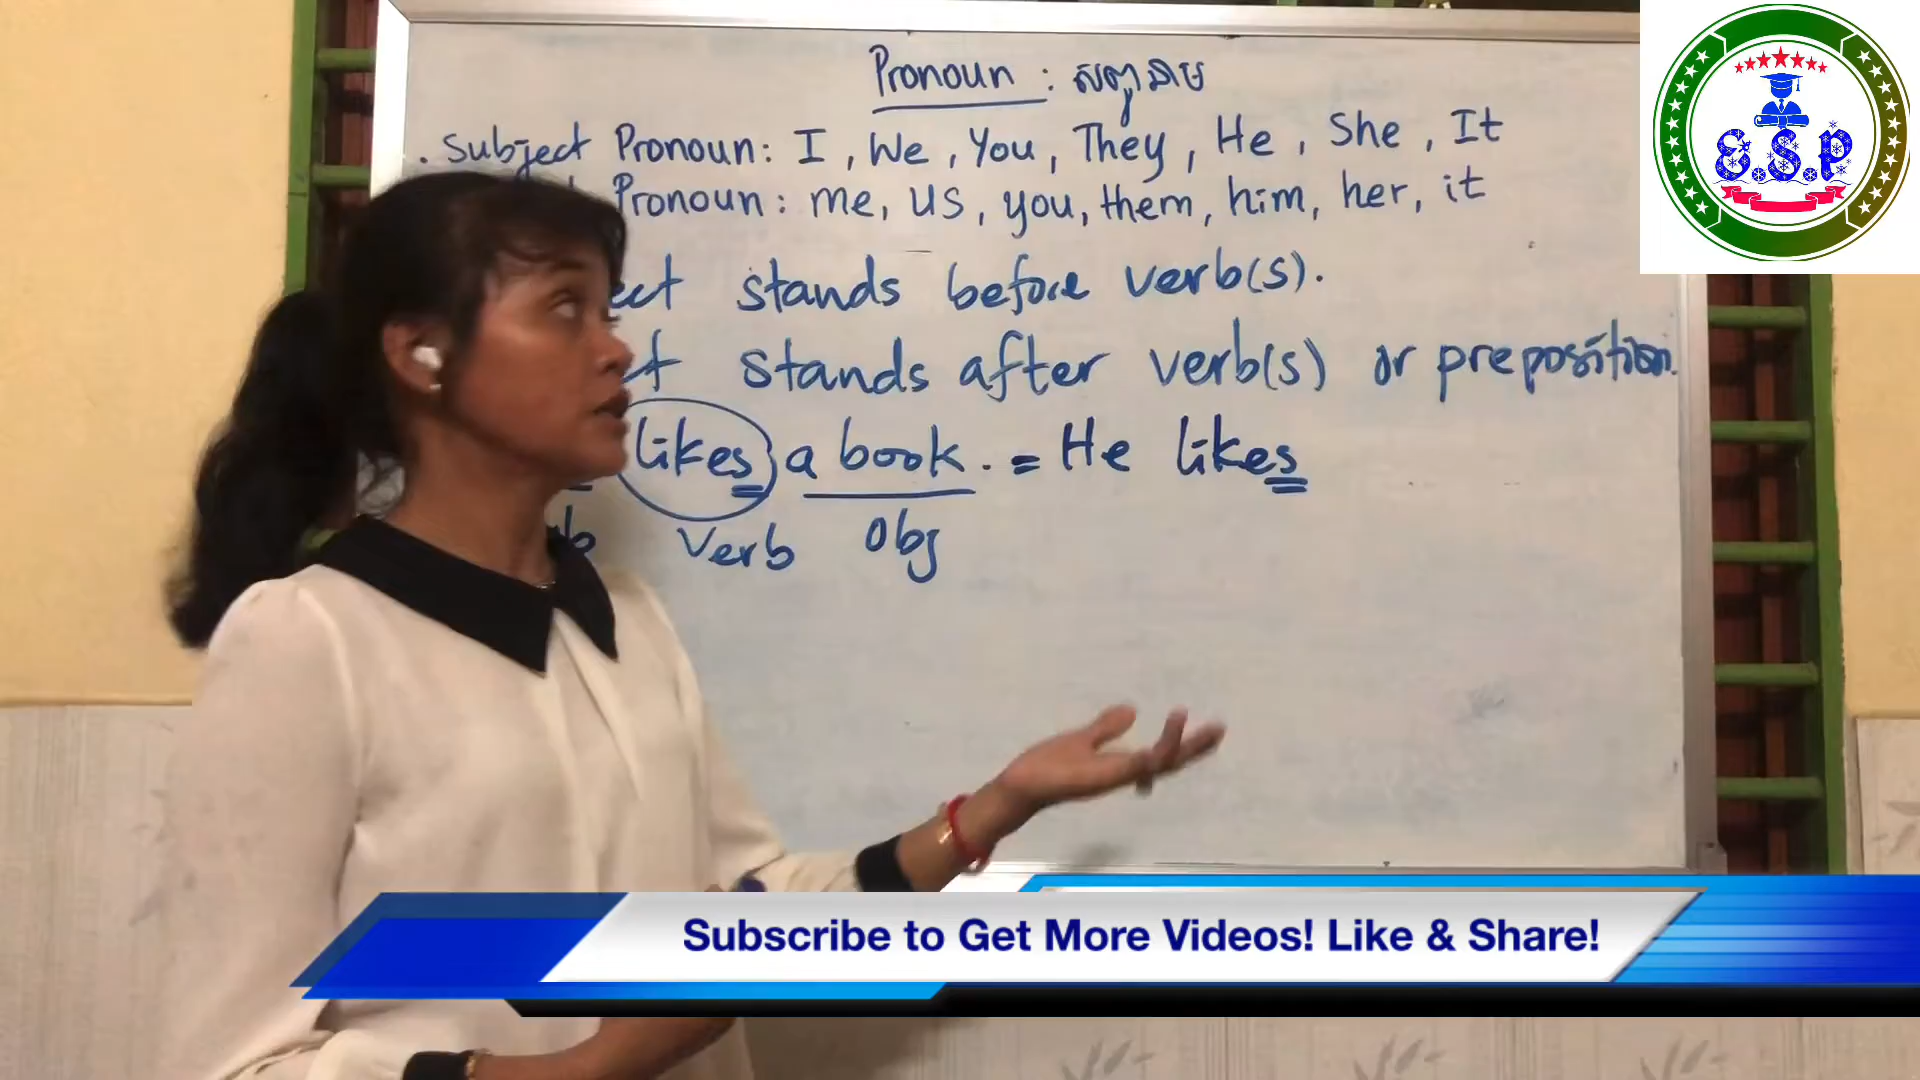 Pronoun : សព្វនាម
. Subject Pronoun: I, We, You, They, He, She, It
Pronoun: me, us, you, them, him, her, it
stands before verb(s).
stands after verb(s) or preposition.
likes a book. = He likes
Verb Obj
E.S.P
Subscribe to Get More Videos! Like & Share!